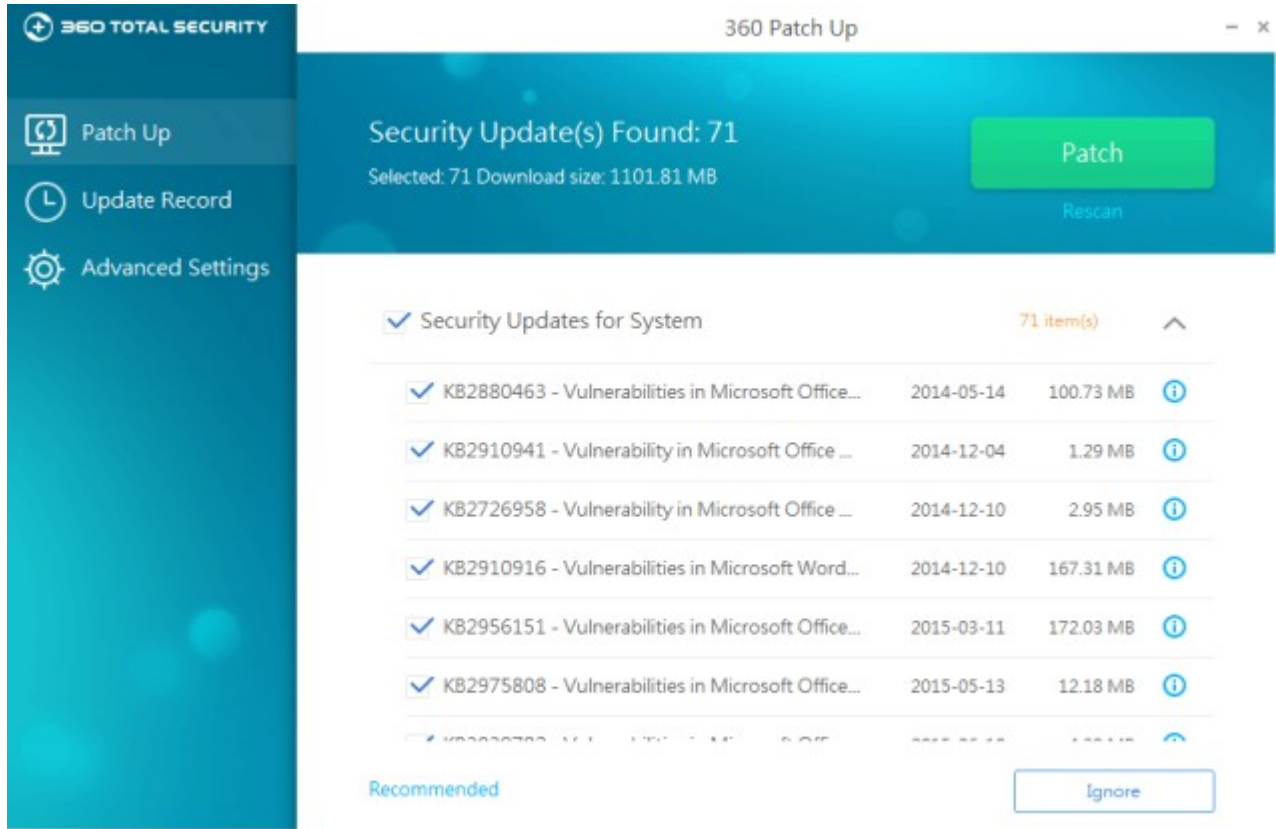 360 TOTAL SECURITY
360 Patch Up
Patch Up
Update Record
Advanced Settings
Security Update(s) Found: 71
Selected: 71 Download size: 1101.81 MB
Patch
Rescan
Security Updates for System 71 item(s)
KB2880463 - Vulnerabilities in Microsoft Office... 2014-05-14 100.73 MB
KB2910941 - Vulnerability in Microsoft Office ... 2014-12-04 1.29 MB
KB2726958 - Vulnerability in Microsoft Office ... 2014-12-10 2.95 MB
KB2910916 - Vulnerabilities in Microsoft Word... 2014-12-10 167.31 MB
KB2956151 - Vulnerabilities in Microsoft Office... 2015-03-11 172.03 MB
KB2975808 - Vulnerabilities in Microsoft Office... 2015-05-13 12.18 MB
Recommended
Ignore